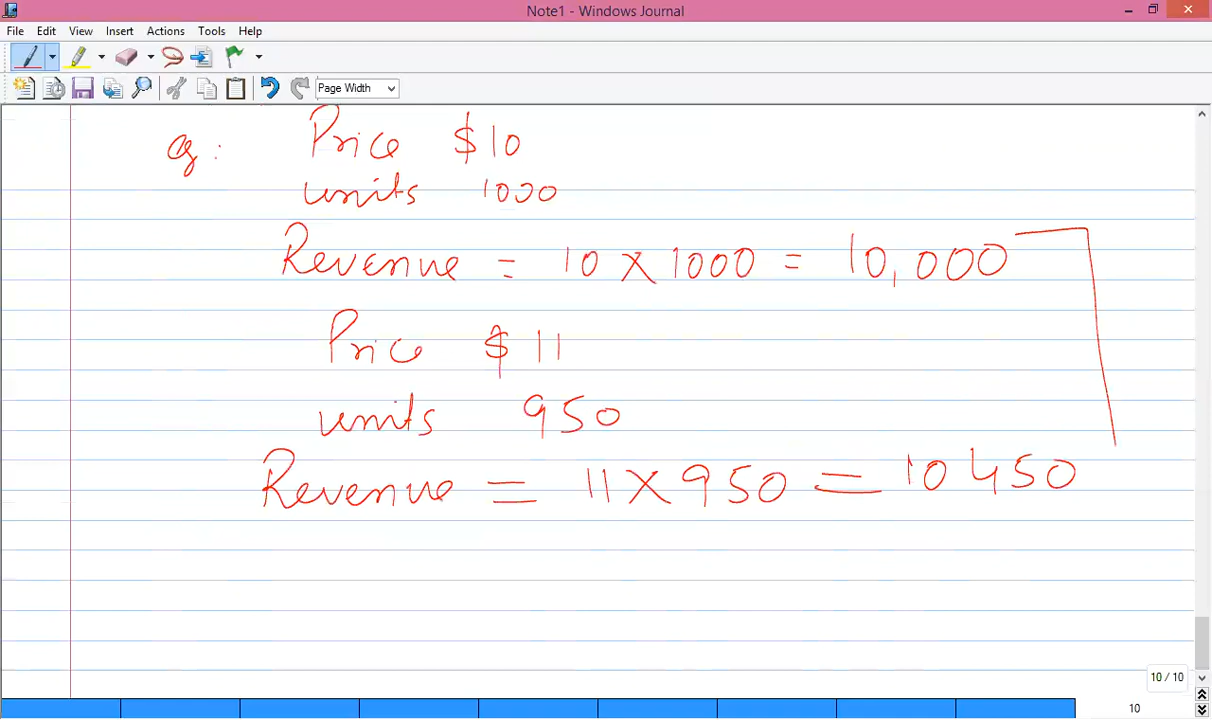 Note1 - Windows Journal
File Edit View Insert Actions Tools Help
Page Width
eg: Price $10
units 1000
Revenue = 10 X 1000 = 10,000
Price $11
units 950
Revenue = 11 X 950 = 10450
10 / 10
10